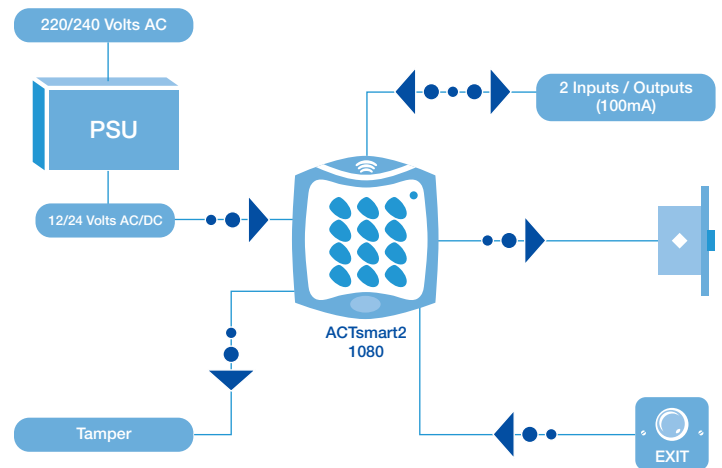 220/240 Volts AC
PSU
12/24 Volts AC/DC
2 Inputs / Outputs
(100mA)
ACTsmart2
1080
Tamper
EXIT